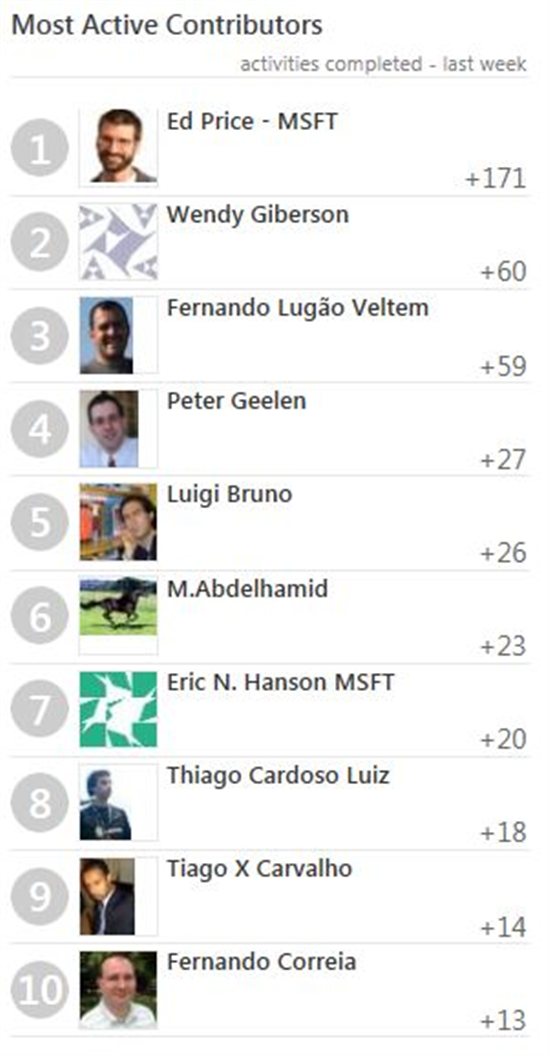 Most Active Contributors
activities completed - last week
1
Ed Price - MSFT
+171
2
Wendy Giberson
+60
3
Fernando Lugão Veltem
+59
4
Peter Geelen
+27
5
Luigi Bruno
+26
6
M.Abdelhamid
+23
7
Eric N. Hanson MSFT
+20
8
Thiago Cardoso Luiz
+18
9
Tiago X Carvalho
+14
10
Fernando Correia
+13